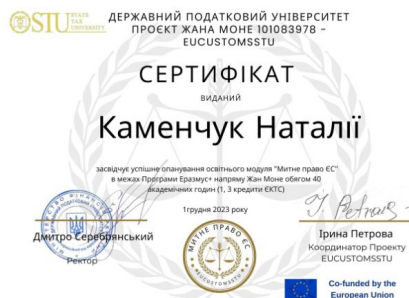 STU STATE TAX UNIVERSITY
ДЕРЖАВНИЙ ПОДАТКОВИЙ УНІВЕРСИТЕТ
ПРОЄКТ ЖАНА МОНЕ 101083978 –
EUCUSTOMSSTU
СЕРТИФІКАТ
ВИДАНИЙ
Каменчук Наталії
засвідчує успішне опанування освітнього модуля "Митне право ЄС"
в межах Програми Еразмус+ напряму Жан Моне обсягом 40
академічних годин (1, 3 кредити ЄКТС)
1грудня 2023 року
Дмитро Серебрянський
Ректор
МИТНЕ ПРАВО ЄС
EUCUSTOMSSTU
Ірина Петрова
Координатор Проекту
EUCUSTOMSSTU
Co-funded by the
European Union